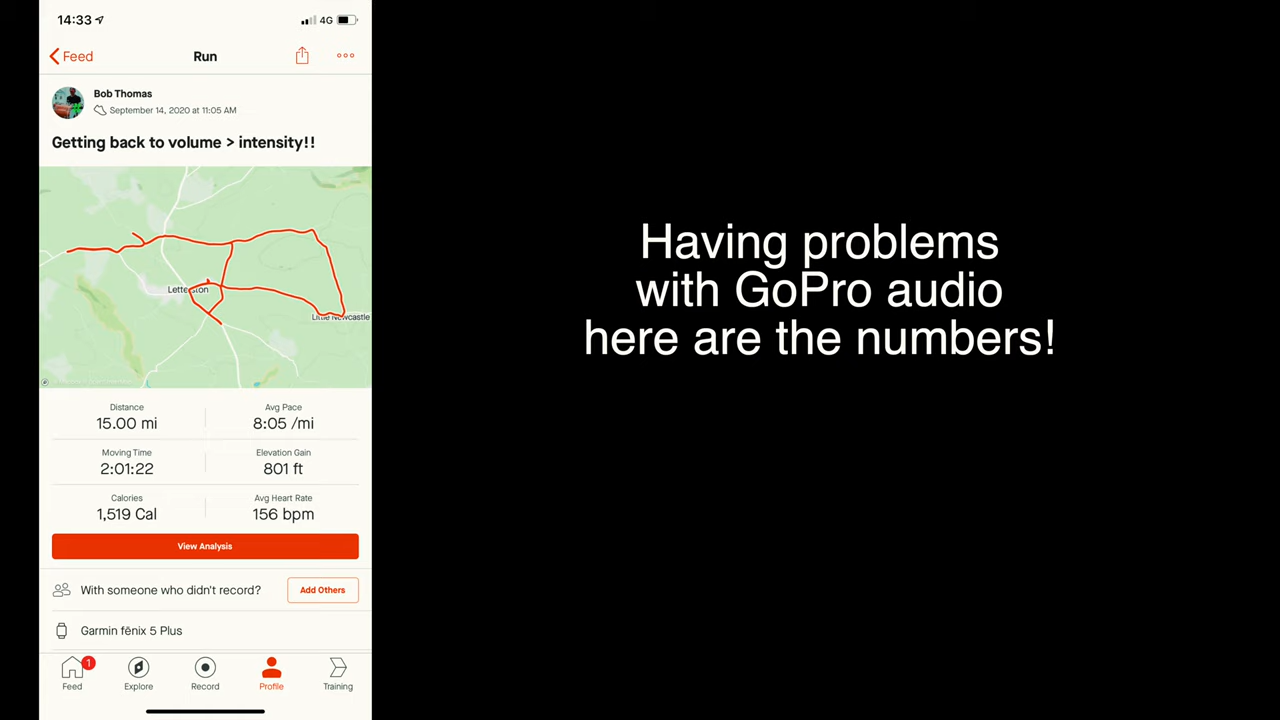 14:33
4G
Feed
Run
Bob Thomas
September 14, 2020 at 11:05 AM
Getting back to volume > intensity!!
Letterston
Little Newcastle
Distance
Avg Pace
15.00 mi
8:05 /mi
Moving Time
Elevation Gain
2:01:22
801 ft
Calories
Avg Heart Rate
1,519 Cal
156 bpm
View Analysis
With someone who didn't record?
Add Others
Garmin fēnix 5 Plus
1
Feed
Explore
Record
Profile
Training
Having problems
with GoPro audio
here are the numbers!